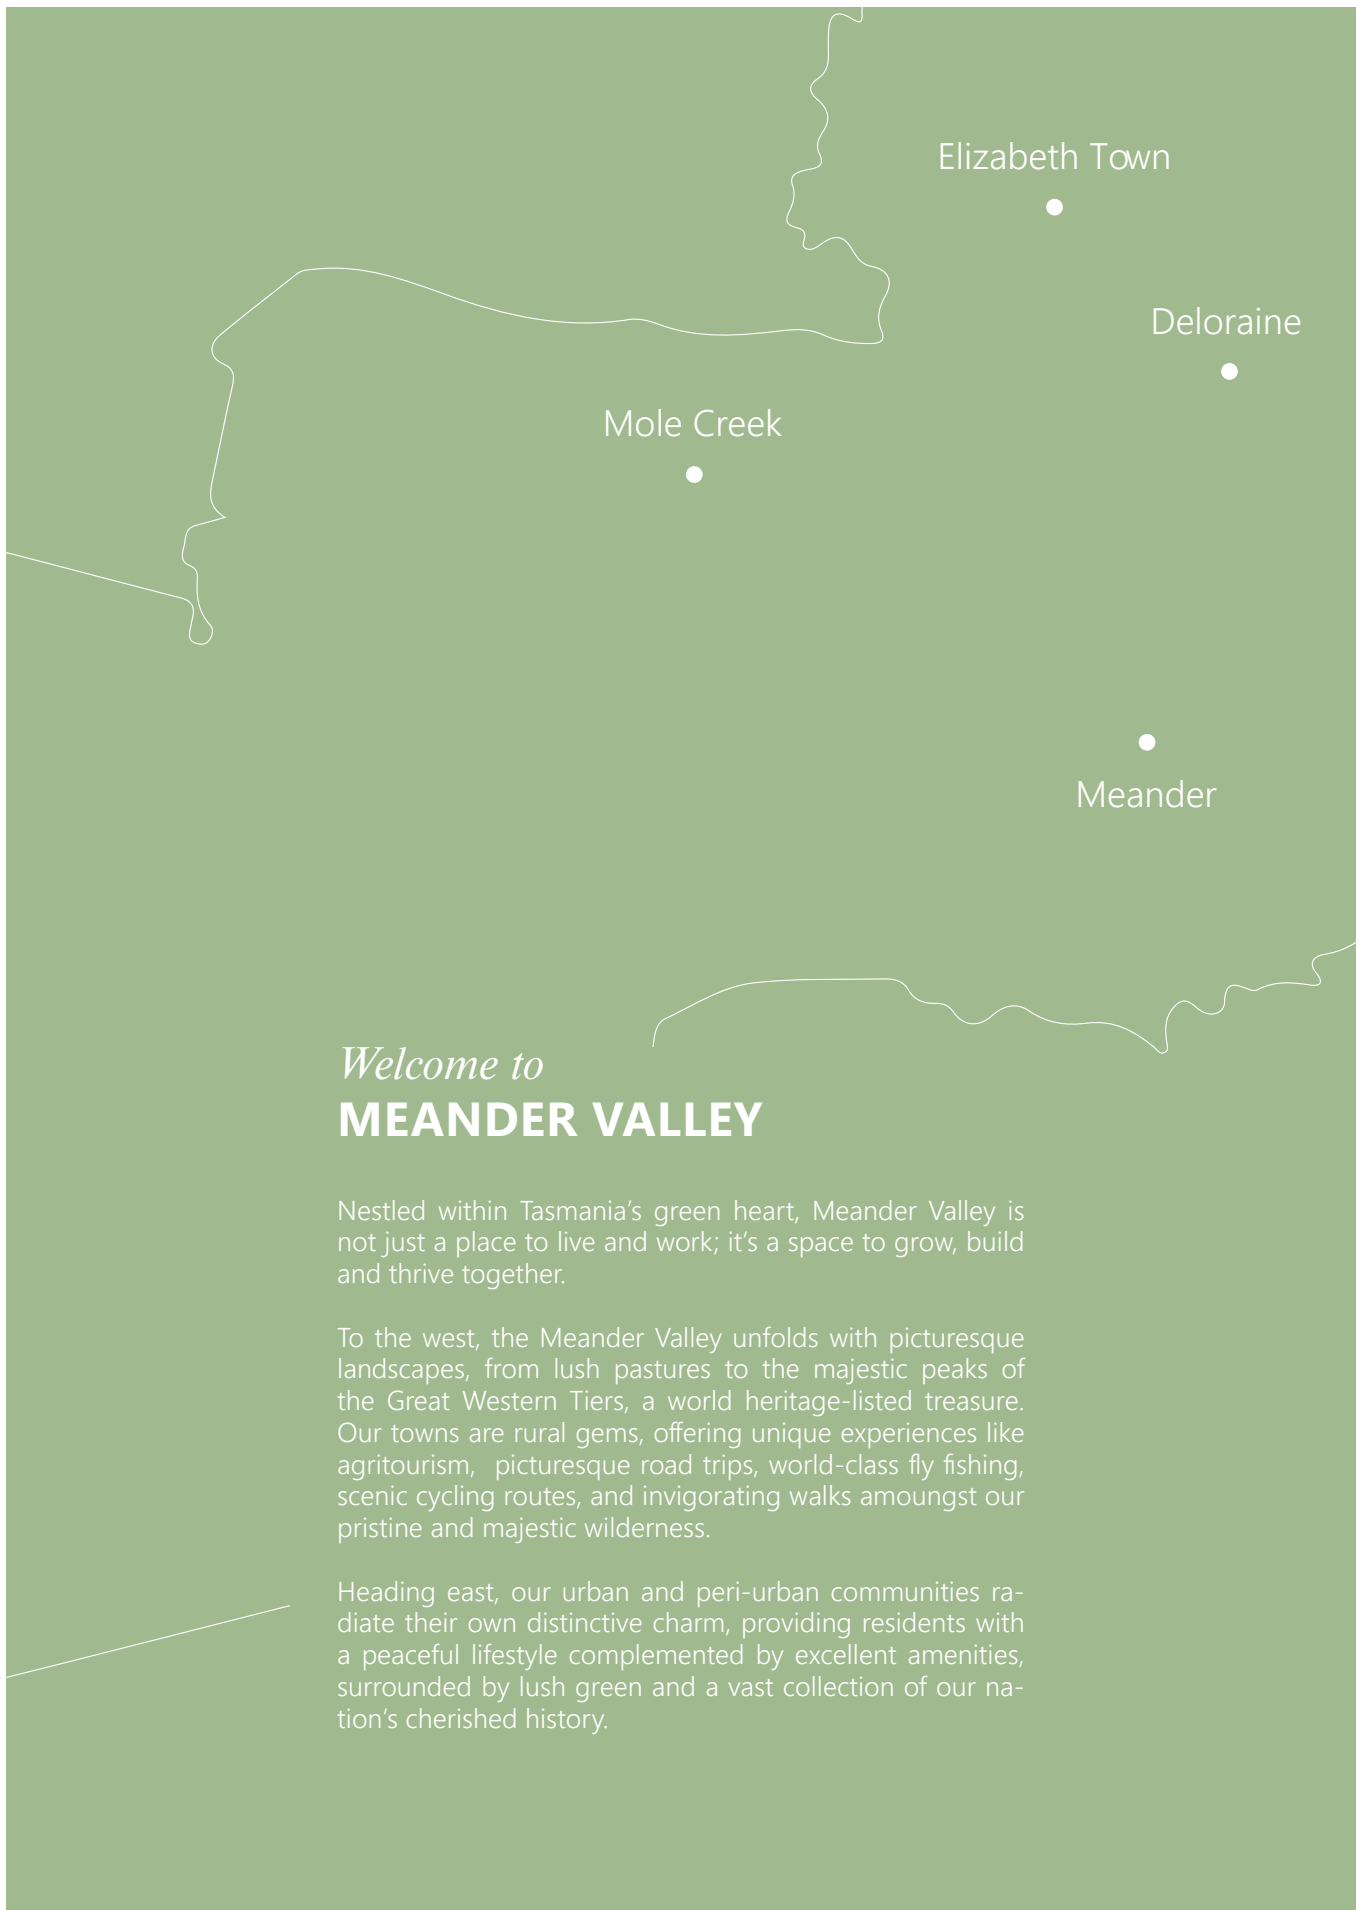 Elizabeth Town
Deloraine
Mole Creek
Meander
Welcome to
MEANDER VALLEY
Nestled within Tasmania’s green heart, Meander Valley is
not just a place to live and work; it’s a space to grow, build
and thrive together.
To the west, the Meander Valley unfolds with picturesque
landscapes, from lush pastures to the majestic peaks of
the Great Western Tiers, a world heritage-listed treasure.
Our towns are rural gems, offering unique experiences like
agritourism,  picturesque road trips, world-class fly fishing,
scenic cycling routes, and invigorating walks amoungst our
pristine and majestic wilderness.
Heading east, our urban and peri-urban communities ra-
diate their own distinctive charm, providing residents with
a peaceful lifestyle complemented by excellent amenities,
surrounded by lush green and a vast collection of our na-
tion’s cherished history.